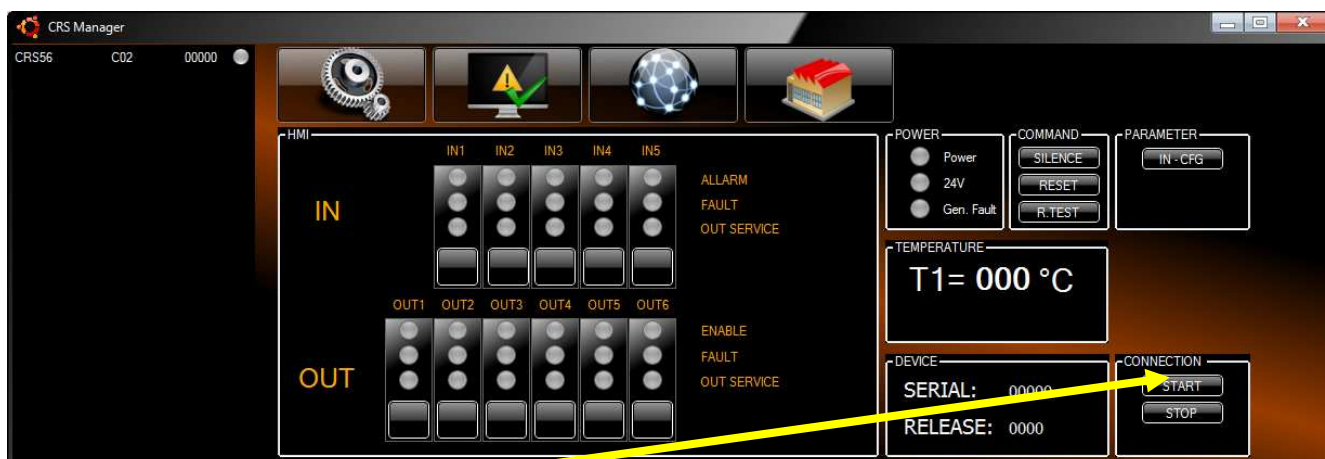 CRS Manager
CRS56 C02 00000
HMI
IN1 IN2 IN3 IN4 IN5
IN
ALLARM
FAULT
OUT SERVICE
OUT1 OUT2 OUT3 OUT4 OUT5 OUT6
OUT
ENABLE
FAULT
OUT SERVICE
POWER
Power
24V
Gen. Fault
COMMAND
SILENCE
RESET
R.TEST
PARAMETER
IN - CFG
TEMPERATURE
T1= 000 °C
DEVICE
SERIAL: 00000
RELEASE: 0000
CONNECTION
START
STOP